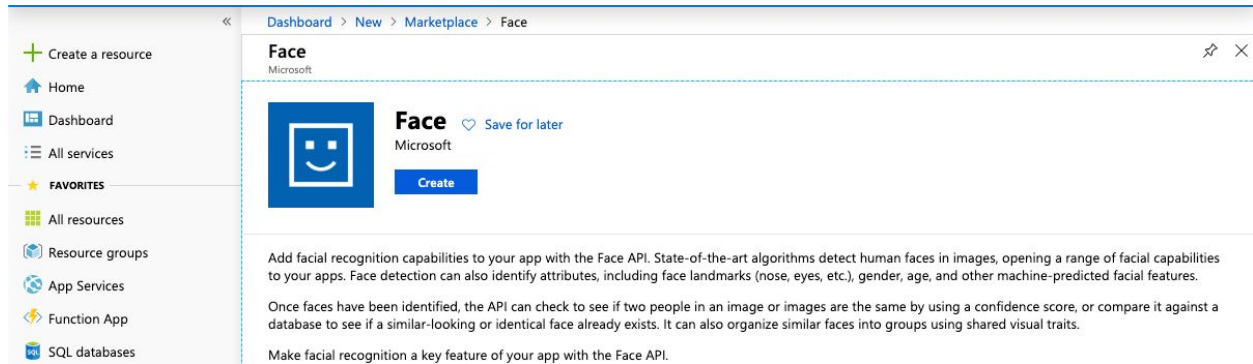 «
Dashboard > New > Marketplace > Face
Create a resource
Home
Dashboard
All services
FAVORITES
All resources
Resource groups
App Services
Function App
SQL databases
SQL
Face
Microsoft
Face
Save for later
Microsoft
Create
Add facial recognition capabilities to your app with the Face API. State-of-the-art algorithms detect human faces in images, opening a range of facial capabilities
to your apps. Face detection can also identify attributes, including face landmarks (nose, eyes, etc.), gender, age, and other machine-predicted facial features.
Once faces have been identified, the API can check to see if two people in an image or images are the same by using a confidence score, or compare it against a
database to see if a similar-looking or identical face already exists. It can also organize similar faces into groups using shared visual traits.
Make facial recognition a key feature of your app with the Face API.